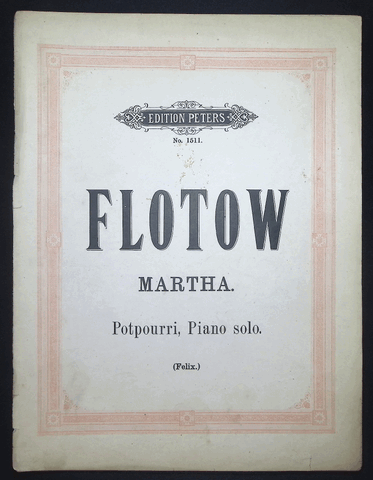 EDITION PETERS
No. 1511.
FLOTOW
MARTHA.
Potpourri, Piano solo.
(Felix.)